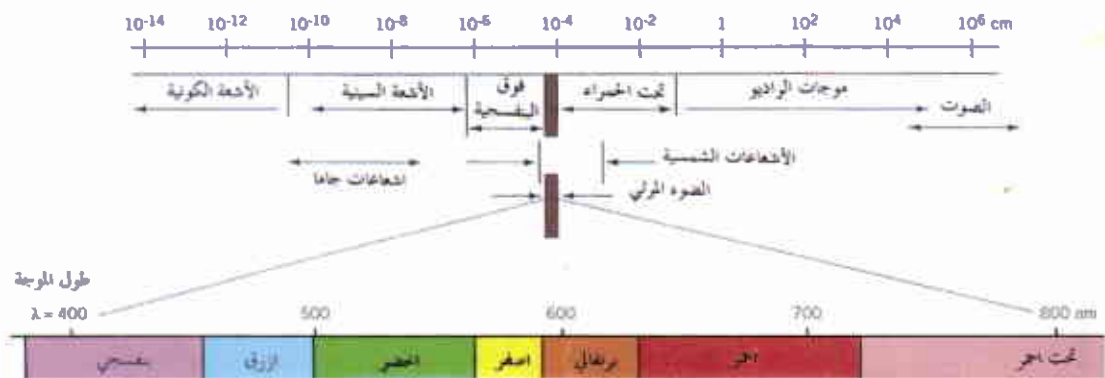 10-14 10-12 10-10 10-8 10-6 10-4 10-2 1 10² 10⁴ 10⁶ cm
الأشعة الكونية الأشعة السينية فوق البنفسجية تحت الحمراء موجات الراديو الصوت
اشعاعات جاما الأشعاعات الشمسية
الضوء المرئي
طول الموجة
λ = 400 500 600 700 800 nm
بنفسجي ازرق اخضر اصفر برتقالي احمر تحت احمر